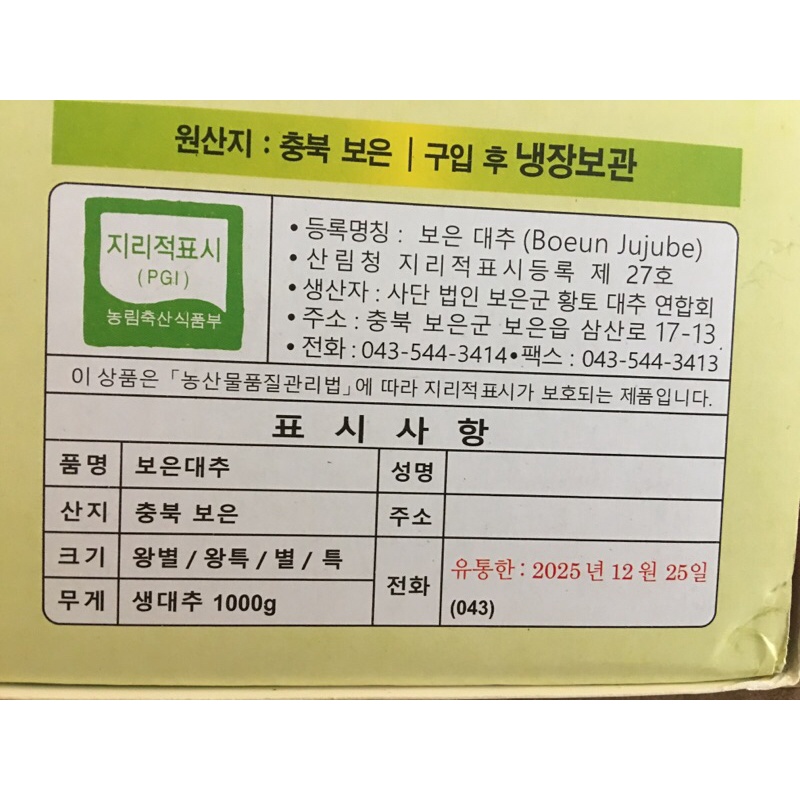 원산지 : 충북 보은 | 구입 후 냉장보관
지리적표시
(PGI)
농림축산식품부
• 등록명칭 : 보은 대추 (Boeun Jujube)
• 산림청 지리적표시등록 제 27호
• 생산자 : 사단 법인 보은군 황토 대추 연합회
• 주소 : 충북 보은군 보은읍 삼산로 17-13
• 전화 : 043-544-3414 • 팩스 : 043-544-3413
이 상품은 「농산물품질관리법」에 따라 지리적표시가 보호되는 제품입니다.
표 시 사 항
품명 보은대추 성명
산지 충북 보은 주소
크기 왕별 / 왕특 / 별 / 특
전화 유통한 : 2025 년 12 월 25 일
무게 생대추 1000g (043)